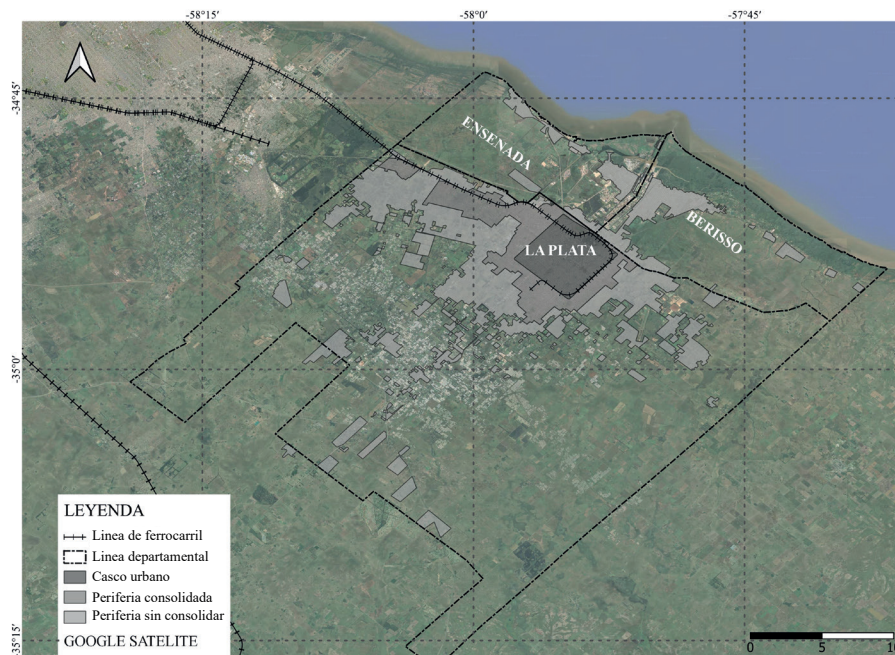 -58°15'
-58°0'
-57°45'
-34°45'
ENSENADA
BERISSO
LA PLATA
-35°0'
LEYENDA
Linea de ferrocarril
Linea departamental
Casco urbano
Periferia consolidada
Periferia sin consolidar
GOOGLE SATELITE
-35°15'
0
5